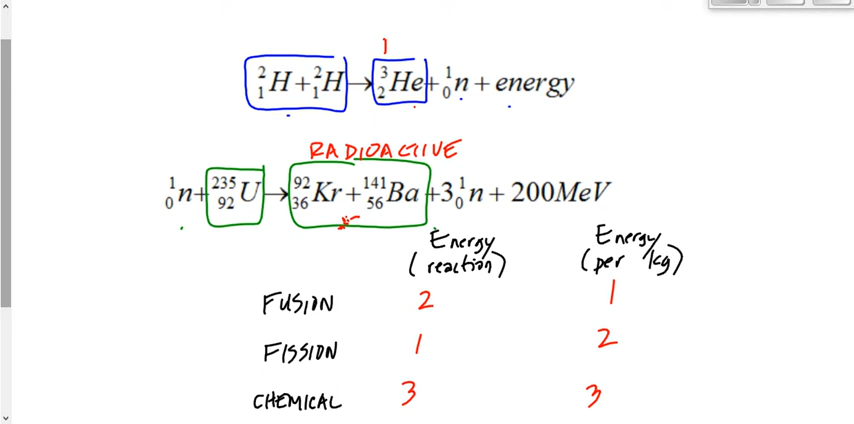 1
²₁H + ²₁H → ³₂He + ¹₀n + energy
RADIOACTIVE
¹₀n + ²³⁵₉₂U → ⁹²₃₆Kr + ¹⁴¹₅₆Ba + 3¹₀n + 200MeV
Energy (reaction) Energy (per kg)
FUSION 2 1
FISSION 1 2
CHEMICAL 3 3